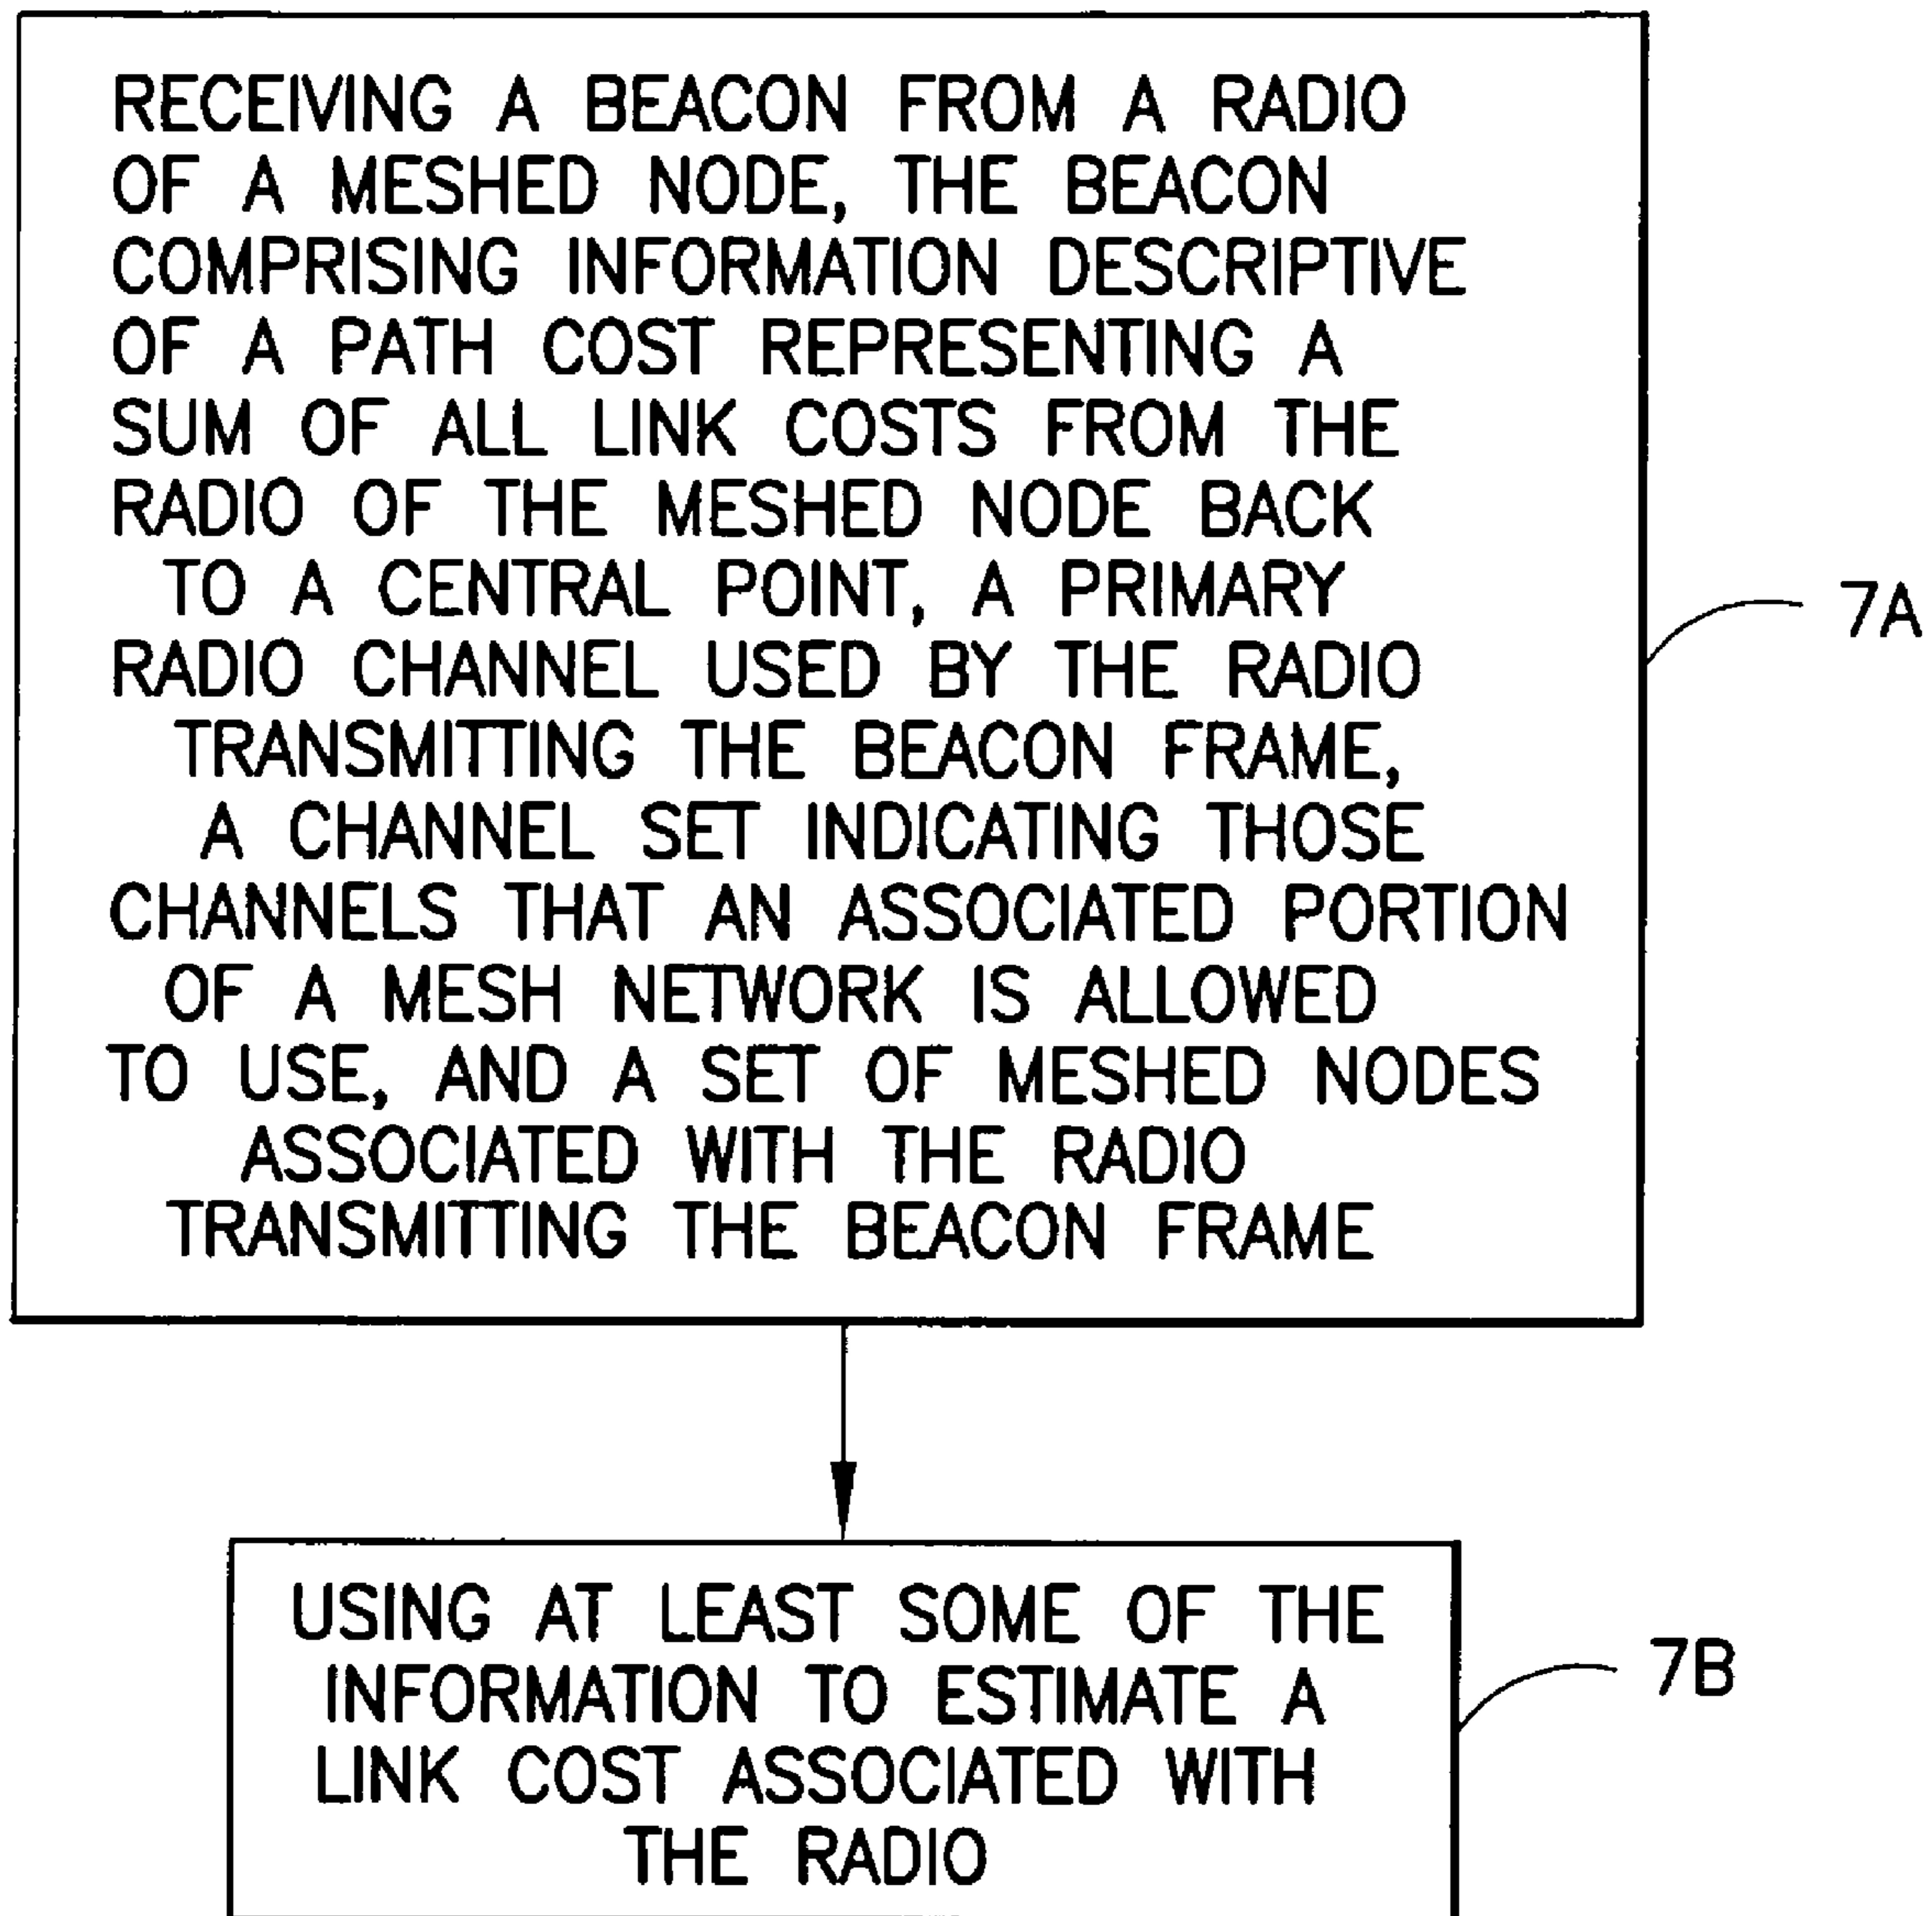 RECEIVING A BEACON FROM A RADIO
OF A MESHED NODE, THE BEACON
COMPRISING INFORMATION DESCRIPTIVE
OF A PATH COST REPRESENTING A
SUM OF ALL LINK COSTS FROM THE
RADIO OF THE MESHED NODE BACK
TO A CENTRAL POINT, A PRIMARY
RADIO CHANNEL USED BY THE RADIO
TRANSMITTING THE BEACON FRAME,
A CHANNEL SET INDICATING THOSE
CHANNELS THAT AN ASSOCIATED PORTION
OF A MESH NETWORK IS ALLOWED
TO USE, AND A SET OF MESHED NODES
ASSOCIATED WITH THE RADIO
TRANSMITTING THE BEACON FRAME
7A
USING AT LEAST SOME OF THE
INFORMATION TO ESTIMATE A
LINK COST ASSOCIATED WITH
THE RADIO
7B